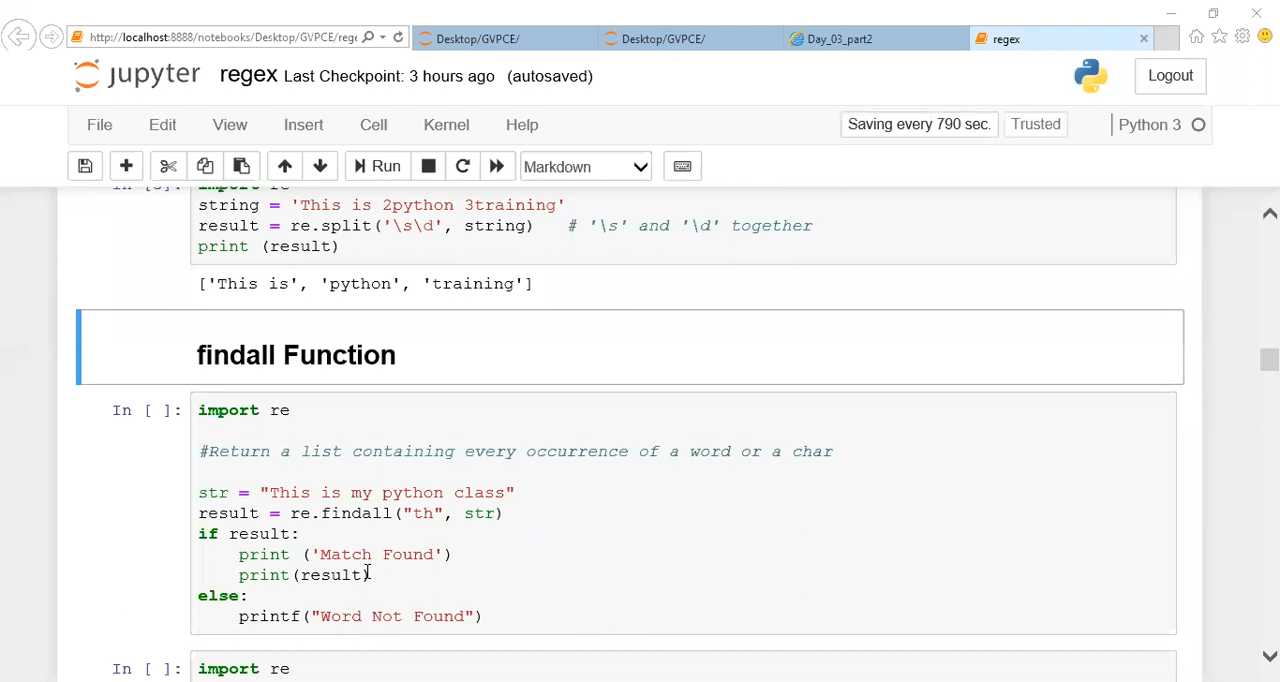 http://localhost:8888/notebooks/Desktop/GVPCE/rege
Desktop/GVPCE/
Desktop/GVPCE/
Day_03_part2
regex
jupyter regex Last Checkpoint: 3 hours ago (autosaved)
Logout
File Edit View Insert Cell Kernel Help
Saving every 790 sec. Trusted Python 3
Run Markdown
import re
string = 'This is 2python 3training'
result = re.split('\s\d', string) # '\s' and '\d' together
print (result)
['This is', 'python', 'training']
findall Function
In [ ]: import re
#Return a list containing every occurrence of a word or a char
str = "This is my python class"
result = re.findall("th", str)
if result:
print ('Match Found')
print(result)
else:
printf("Word Not Found")
In [ ]: import re